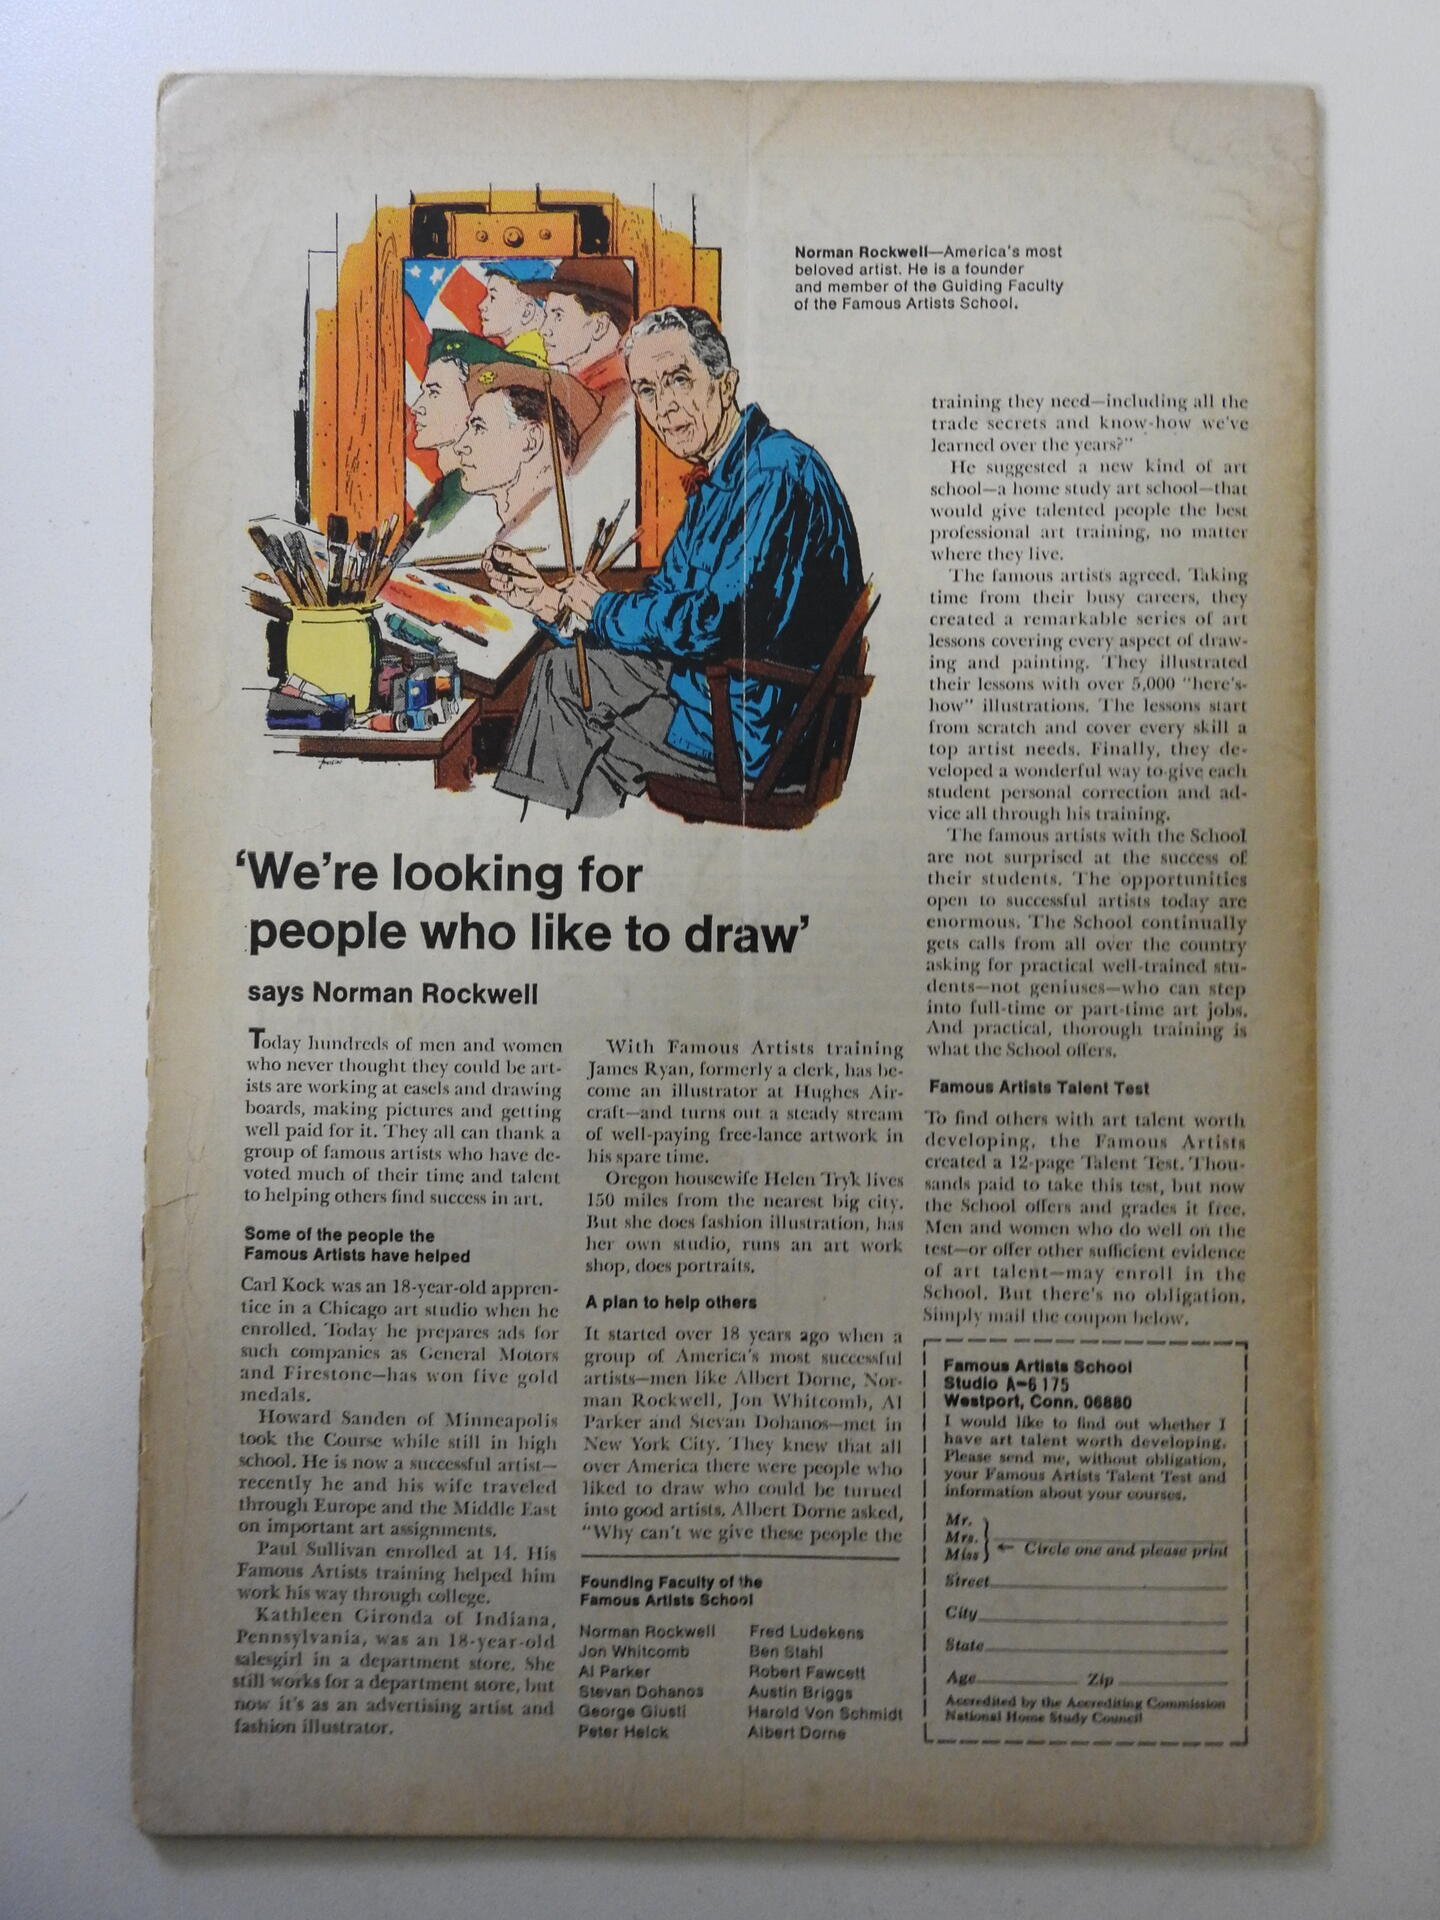 Norman Rockwell—America's most
beloved artist. He is a founder
and member of the Guiding Faculty
of the Famous Artists School.
'We're looking for
people who like to draw'
says Norman Rockwell
Today hundreds of men and women
who never thought they could be art-
ists are working at easels and drawing
boards, making pictures and getting
well paid for it. They all can thank a
group of famous artists who have de-
voted much of their time and talent
to helping others find success in art.
Some of the people the
Famous Artists have helped
Carl Kock was an 18-year-old appren-
tice in a Chicago art studio when he
enrolled. Today he prepares ads for
such companies as General Motors
and Firestone—has won five gold
medals.
Howard Sanden of Minneapolis
took the Course while still in high
school. He is now a successful artist—
recently he and his wife traveled
through Europe and the Middle East
on important art assignments.
Paul Sullivan enrolled at 14. His
Famous Artists training helped him
work his way through college.
Kathleen Gironda of Indiana,
Pennsylvania, was an 18-year-old
salesgirl in a department store. She
still works for a department store, but
now it's as an advertising artist and
fashion illustrator.
With Famous Artists training
James Ryan, formerly a clerk, has be-
come an illustrator at Hughes Air-
craft—and turns out a steady stream
of well-paying free-lance artwork in
his spare time.
Oregon housewife Helen Tryk lives
150 miles from the nearest big city.
But she does fashion illustration, has
her own studio, runs an art work
shop, does portraits.
A plan to help others
It started over 18 years ago when a
group of America's most successful
artists—men like Albert Dorne, Nor-
man Rockwell, Jon Whitcomb, Al
Parker and Stevan Dohanos—met in
New York City. They knew that all
over America there were people who
liked to draw who could be turned
into good artists. Albert Dorne asked,
"Why can't we give these people the
training they need—including all the
trade secrets and know-how we've
learned over the years?"
He suggested a new kind of art
school—a home study art school—that
would give talented people the best
professional art training, no matter
where they live.
The famous artists agreed. Taking
time from their busy careers, they
created a remarkable series of art
lessons covering every aspect of draw-
ing and painting. They illustrated
their lessons with over 5,000 "here's-
how" illustrations. The lessons start
from scratch and cover every skill a
top artist needs. Finally, they de-
veloped a wonderful way to give each
student personal correction and ad-
vice all through his training.
The famous artists with the School
are not surprised at the success of
their students. The opportunities
open to successful artists today are
enormous. The School continually
gets calls from all over the country
asking for practical well-trained stu-
dents—not geniuses—who can step
into full-time or part-time art jobs.
And practical, thorough training is
what the School offers.
Famous Artists Talent Test
To find others with art talent worth
developing, the Famous Artists
created a 12-page Talent Test. Thou-
sands paid to take this test, but now
the School offers and grades it free.
Men and women who do well on the
test—or offer other sufficient evidence
of art talent—may enroll in the
School. But there's no obligation.
Simply mail the coupon below.
Founding Faculty of the
Famous Artists School
Norman Rockwell
Jon Whitcomb
Al Parker
Stevan Dohanos
George Giusti
Peter Helck
Fred Ludekens
Ben Stahl
Robert Fawcett
Austin Briggs
Harold Von Schmidt
Albert Dorne
Famous Artists School
Studio A-6175
Westport, Conn. 06880
I would like to find out whether I
have art talent worth developing.
Please send me, without obligation,
your Famous Artists Talent Test and
information about your courses.
Mr.
Mrs.
Miss ← Circle one and please print
Street
City
State
Age Zip
Accredited by the Accrediting Commission
National Home Study Council